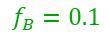 f_B = 0.1